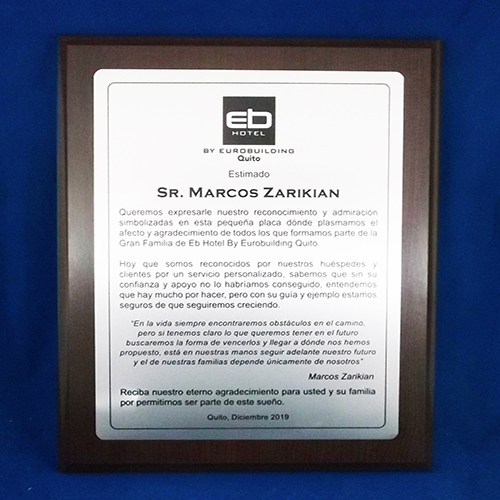 eb
HOTEL
BY EUROBUILDING
Quito
Estimado
SR. MARCOS ZARIKIAN
Queremos expresarle nuestro reconocimiento y admiración
simbolizadas en esta pequeña placa dónde plasmamos el
afecto y agradecimiento de todos los que formamos parte de la
Gran Familia de Eb Hotel By Eurobuilding Quito.
Hoy que somos reconocidos por nuestros huéspedes y
clientes por un servicio personalizado, sabemos que sin su
confianza y apoyo no lo habríamos conseguido, entendemos
que hay mucho por hacer, pero con su guía y ejemplo estamos
seguros de que seguiremos creciendo.
"En la vida siempre encontraremos obstáculos en el camino,
pero si tenemos claro lo que queremos tener en el futuro
buscaremos la forma de vencerlos y llegar a dónde nos hemos
propuesto, está en nuestras manos seguir adelante nuestro futuro
y el de nuestras familias depende únicamente de nosotros"
Marcos Zarikian
Reciba nuestro eterno agradecimiento para usted y su familia
por permitirnos ser parte de este sueño.
Quito, Diciembre 2019